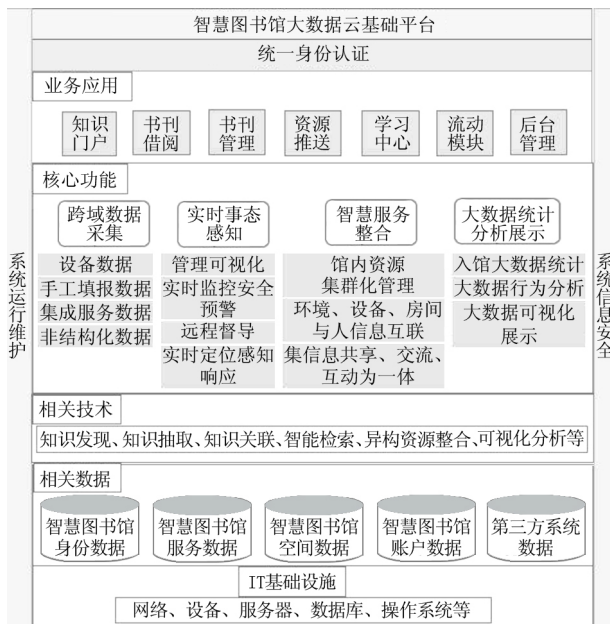 智慧图书馆大数据云基础平台
统一身份认证
业务应用
知识
门户
书刊
借阅
书刊
管理
资源
推送
学习
中心
流动
模块
后台
管理
核心功能
跨域数据
采集
设备数据
手工填报数据
集成服务数据
非结构化数据
实时事态
感知
管理可视化
实时监控安全
预警
远程督导
实时定位感知
响应
智慧服务
整合
馆内资源
集群化管理
环境、设备、房间
与人信息互联
集信息共享、交流、
互动为一体
大数据统计
分析展示
入馆大数据统计
大数据行为分析
大数据可视化
展示
相关技术
知识发现、知识抽取、知识关联、智能检索、异构资源整合、可视化分析等
相关数据
智慧图书馆
身份数据
智慧图书馆
服务数据
智慧图书馆
空间数据
智慧图书馆
账户数据
第三方系统
数据
IT基础设施
网络、设备、服务器、数据库、操作系统等
系统运行维护
系统信息安全